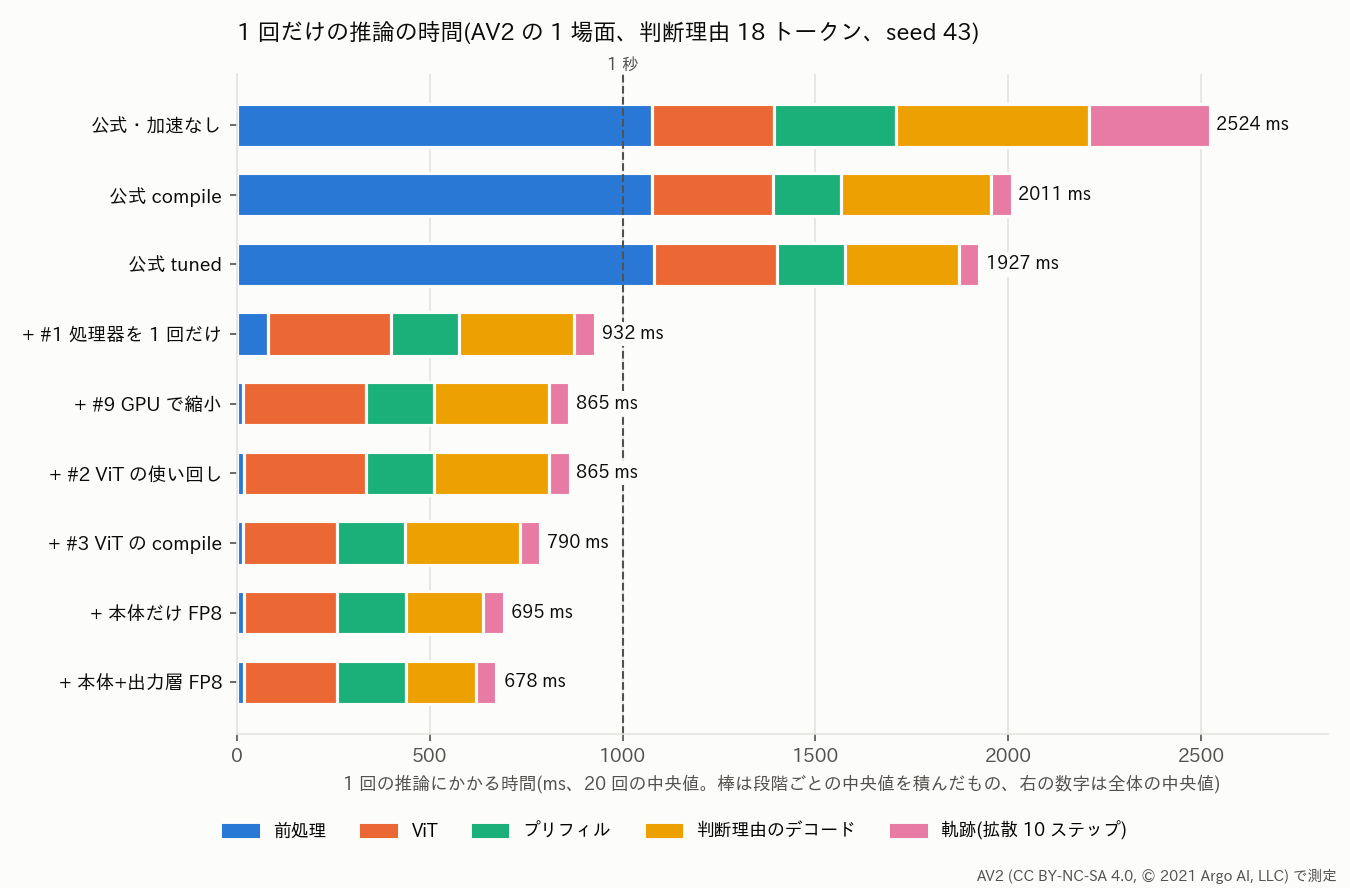 1 回だけの推論の時間(AV2 の 1 場面、判断理由 18 トークン、seed 43)
1 秒
公式・加速なし 2524 ms
公式 compile 2011 ms
公式 tuned 1927 ms
+ #1 処理器を 1 回だけ 932 ms
+ #9 GPU で縮小 865 ms
+ #2 ViT の使い回し 865 ms
+ #3 ViT の compile 790 ms
+ 本体だけ FP8 695 ms
+ 本体+出力層 FP8 678 ms
0 500 1000 1500 2000 2500
1 回の推論にかかる時間(ms、20 回の中央値。棒は段階ごとの中央値を積んだもの、右の数字は全体の中央値)
前処理 ViT プリフィル 判断理由のデコード 軌跡(拡散 10 ステップ)
AV2 (CC BY-NC-SA 4.0, © 2021 Argo AI, LLC) で測定